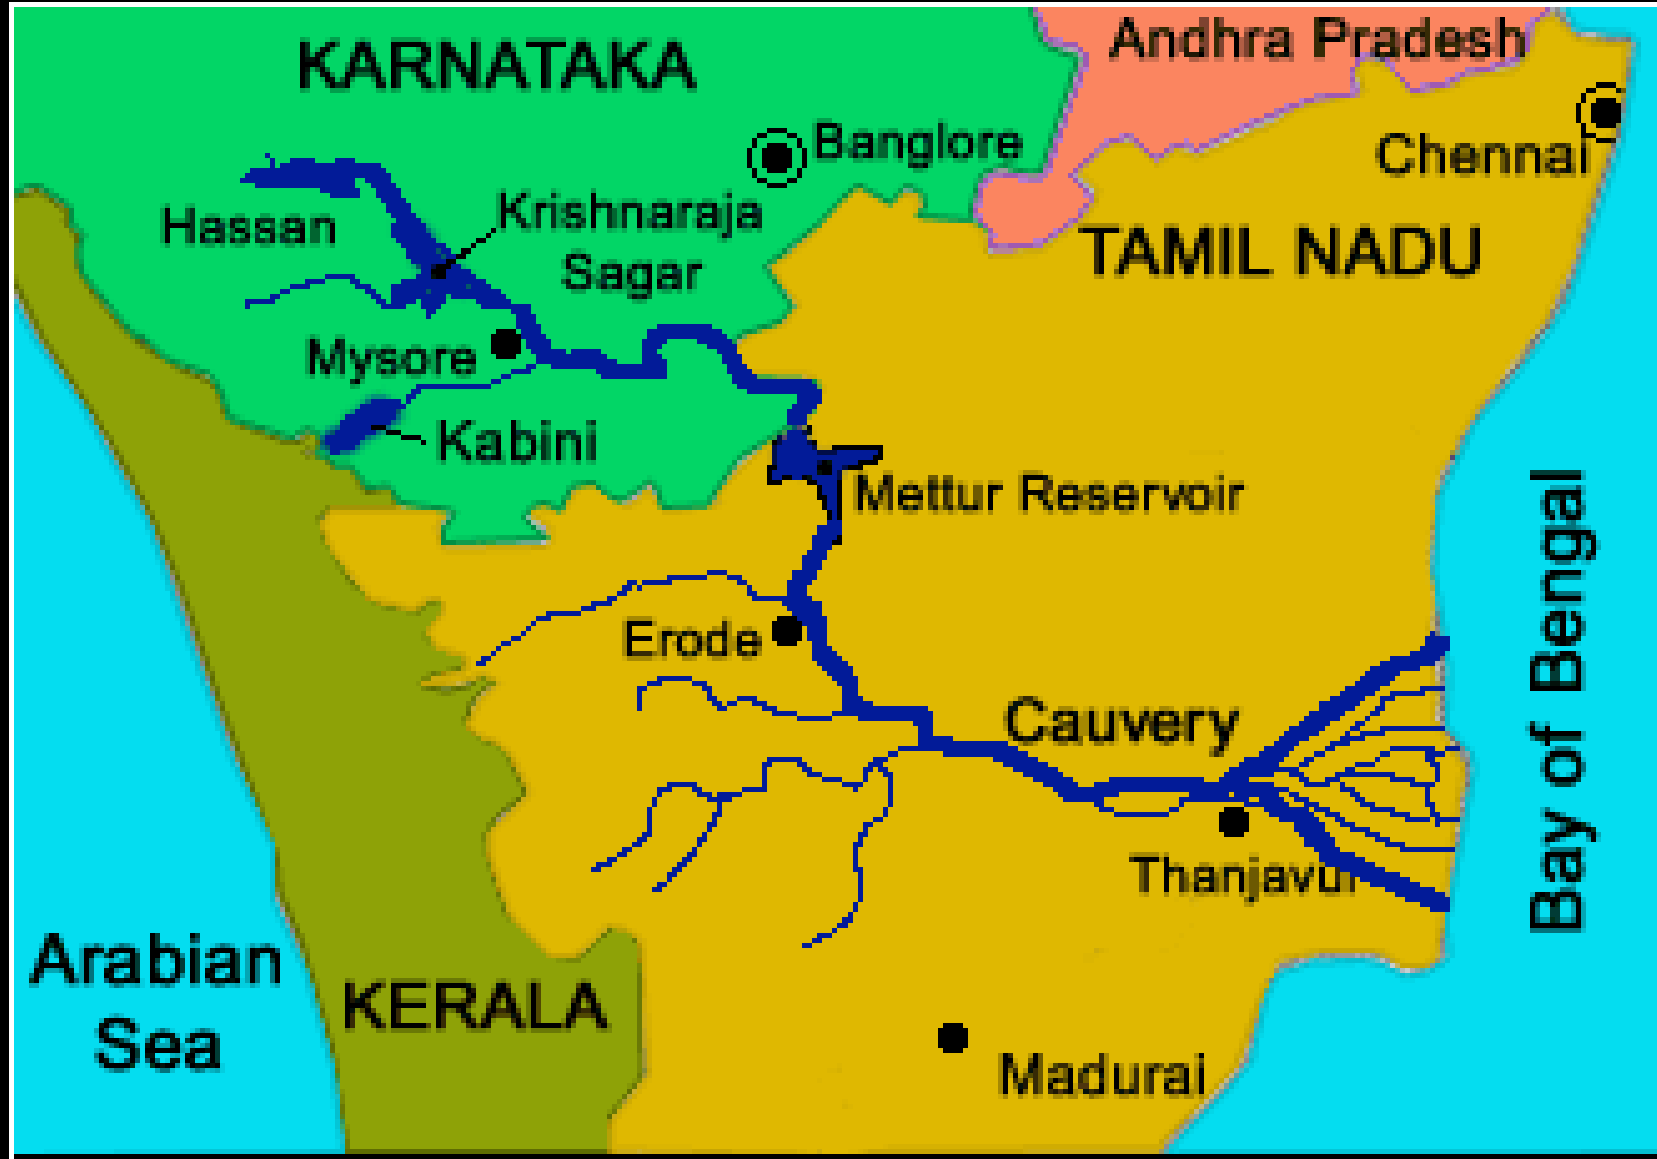 Andhra Pradesh
KARNATAKA
Banglore
Chennai
Krishnaraja
Sagar
Hassan
TAMIL NADU
Mysore
Kabini
Mettur Reservoir
Bay of Bengal
Erode
Cauvery
Thanjavur
Arabian
Sea
KERALA
Madurai